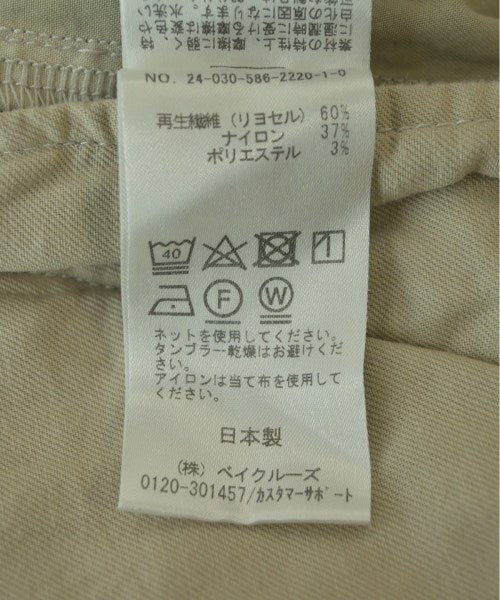 NO. 24-030-586-2220-1-0
再生繊維（リヨセル） 60%
ナイロン 37%
ポリエステル 3%
40
F W
ネットを使用してください。
タンブラー乾燥はお避けくだ
さい。
アイロンは当て布を使用して
ください。
日本製
（株）ベイクルーズ
0120-301457/カスタマーサポート